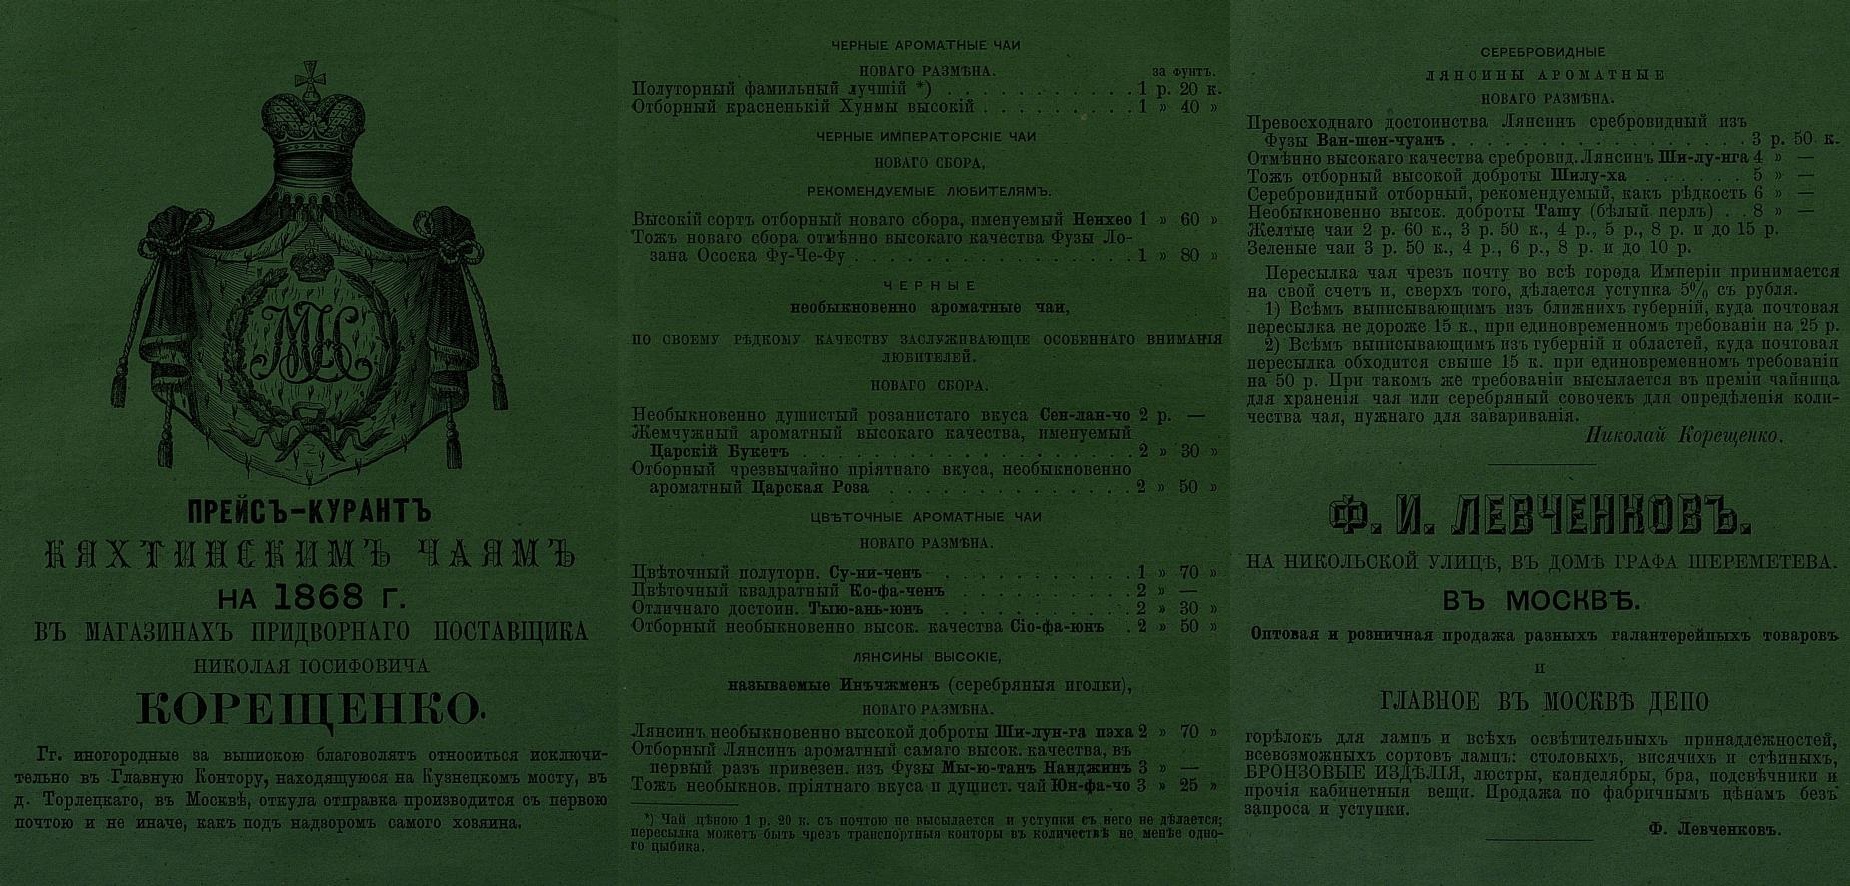 ПРЕЙСЪ-КУРАНТЪ
КЯХТИНСКИМЪ ЧАЯМЪ
НА 1868 Г.
ВЪ МАГАЗИНАХЪ ПРИДВОРНАГО ПОСТАВЩИКА
НИКОЛАЯ ІОСИФОВИЧА
КОРЕЩЕНКО.
Гг. иногородные за выпискою благоволятъ относиться исключи-
тельно въ Главную Контору, находящуюся на Кузнецкомъ мосту, въ
д. Торлецкаго, въ Москвѣ, откуда отправка производится съ первою
почтою и не иначе, какъ подъ надзоромъ самого хозяина.
ЧЕРНЫЕ АРОМАТНЫЕ ЧАИ
НОВАГО РАЗМѢНА. за фунтъ.
Полуторный фамильный лучшій *) . . . . . . . . . . 1 р. 20 к.
Отборный красненькій Хунмы высокій . . . . . . . . 1 » 40 »
ЧЕРНЫЕ ИМПЕРАТОРСКІЕ ЧАИ
НОВАГО СБОРА,
РЕКОМЕНДУЕМЫЕ ЛЮБИТЕЛЯМЪ.
Высокій сортъ отборный новаго сбора, именуемый Ненхео 1 » 60 »
Тожъ новаго сбора отмѣнно высокаго качества Фузы Ло-
зана Ососка Фу-Че-Фу . . . . . . . . . . . . . . . 1 » 80 »
ЧЕРНЫЕ
необыкновенно ароматные чаи,
ПО СВОЕМУ РѢДКОМУ КАЧЕСТВУ ЗАСЛУЖИВАЮЩІЕ ОСОБЕННАГО ВНИМАНІЯ
ЛЮБИТЕЛЕЙ.
НОВАГО СБОРА.
Необыкновенно душистый розанистаго вкуса Сен-лан-чо 2 р. —
Жемчужный ароматный высокаго качества, именуемый
Царскій Букетъ . . . . . . . . . . . . . . . . . . 2 » 30 »
Отборный чрезвычайно пріятнаго вкуса, необыкновенно
ароматный Царская Роза . . . . . . . . . . . . . . 2 » 50 »
ЦВѢТОЧНЫЕ АРОМАТНЫЕ ЧАИ
НОВАГО РАЗМѢНА.
Цвѣточный полуторн. Су-ни-ченъ . . . . . . . . . . 1 » 70 »
Цвѣточный квадратный Ко-фа-ченъ . . . . . . . . . 2 » —
Отличнаго достоин. Тыю-ань-юнъ . . . . . . . . . . 2 » 30 »
Отборный необыкновенно высок. качества Сіо-фа-юнъ . 2 » 50 »
ЛЯНСИНЫ ВЫСОКІЕ,
называемые Инъчжменъ (серебряныя иголки),
НОВАГО РАЗМѢНА.
Лянсинъ необыкновенно высокой доброты Ши-лун-га пэха 2 » 70 »
Отборный Лянсинъ ароматный самаго высок. качества, въ
первый разъ привезен. изъ Фузы Мы-ю-танъ Нанджинъ 3 » —
Тожъ необыкнов. пріятнаго вкуса и душист. чай Юн-фа-чо 3 » 25 »
*) Чай цѣною 1 р. 20 к. съ почтою не высылается и уступки съ него не дѣлается;
пересылка можетъ быть чрезъ транспортныя конторы въ количествѣ не менѣе одно-
го цыбика.
СЕРЕБРОВИДНЫЕ
ЛЯНСИНЫ АРОМАТНЫЕ
НОВАГО РАЗМѢНА.
Превосходнаго достоинства Лянсинъ сребровидный изъ
Фузы Ван-шен-чуанъ . . . . . . . . . . . . . . . . 3 р. 50 к.
Отмѣнно высокаго качества сребровид. Лянсинъ Ши-лу-нга 4 » —
Тожъ отборный высокой доброты Шилу-ха . . . . . . 5 » —
Серебровидный отборный, рекомендуемый, какъ рѣдкость 6 » —
Необыкновенно высок. доброты Ташу (бѣлый перлъ) . . 8 » —
Желтые чаи 2 р. 60 к., 3 р. 50 к., 4 р., 5 р., 8 р. и до 15 р.
Зеленые чаи 3 р. 50 к., 4 р., 6 р., 8 р. и до 10 р.
Пересылка чая чрезъ почту во всѣ города Имперіи принимается
на свой счетъ и, сверхъ того, дѣлается уступка 5% съ рубля.
1) Всѣмъ выписывающимъ изъ ближнихъ губерній, куда почтовая
пересылка не дороже 15 к., при единовременномъ требованіи на 25 р.
2) Всѣмъ выписывающимъ изъ губерній и областей, куда почтовая
пересылка обходится свыше 15 к. при единовременномъ требованіи
на 50 р. При такомъ же требованіи высылается въ преміи чайница
для храненія чая или серебряный совочекъ для опредѣленія коли-
чества чая, нужнаго для завариванія.
Николай Корещенко.
Ф. И. ЛЕВЧЕНКОВЪ.
НА НИКОЛЬСКОЙ УЛИЦѢ, ВЪ ДОМѢ ГРАФА ШЕРЕМЕТЕВА.
ВЪ МОСКВѢ.
Оптовая и розничная продажа разныхъ галантерейныхъ товаровъ
и
ГЛАВНОЕ ВЪ МОСКВѢ ДЕПО
горѣлокъ для лампъ и всѣхъ освѣтительныхъ принадлежностей,
всевозможныхъ сортовъ лампъ: столовыхъ, висячихъ и стѣнныхъ,
БРОНЗОВЫЕ ИЗДѢЛІЯ, люстры, канделябры, бра, подсвѣчники и
прочія кабинетныя вещи. Продажа по фабричнымъ цѣнамъ безъ
запроса и уступки.
Ф. Левченковъ.